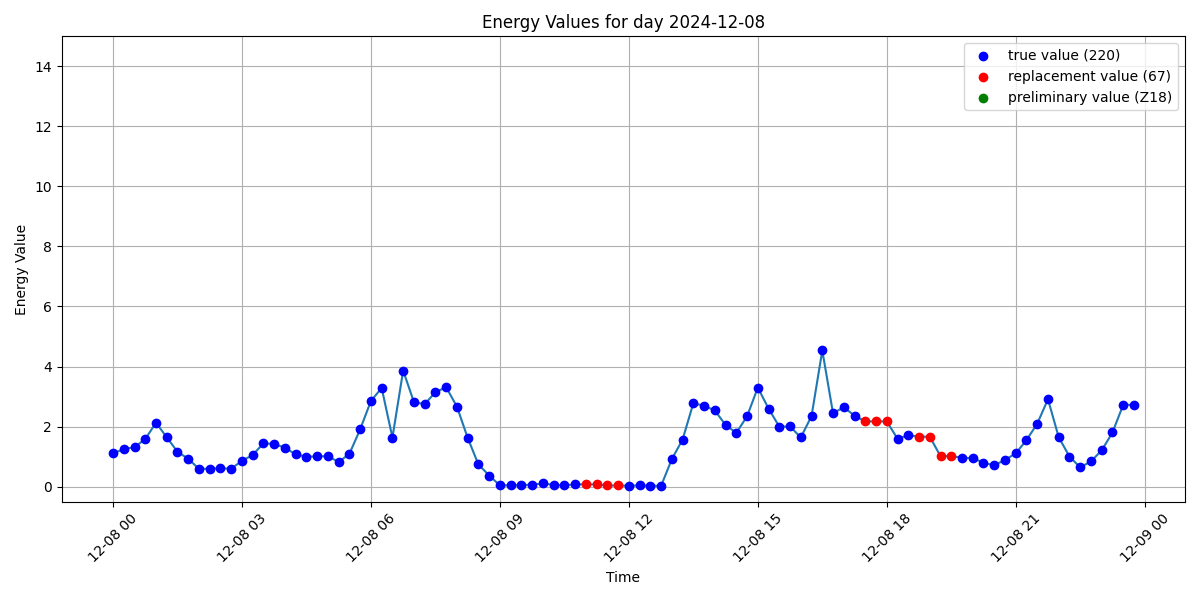 Energy Values for day 2024-12-08
true value (220)
replacement value (67)
preliminary value (Z18)
Energy Value
14
12
10
8
6
4
2
0
12-08 00
12-08 03
12-08 06
12-08 09
12-08 12
12-08 15
12-08 18
12-08 21
12-09 00
Time